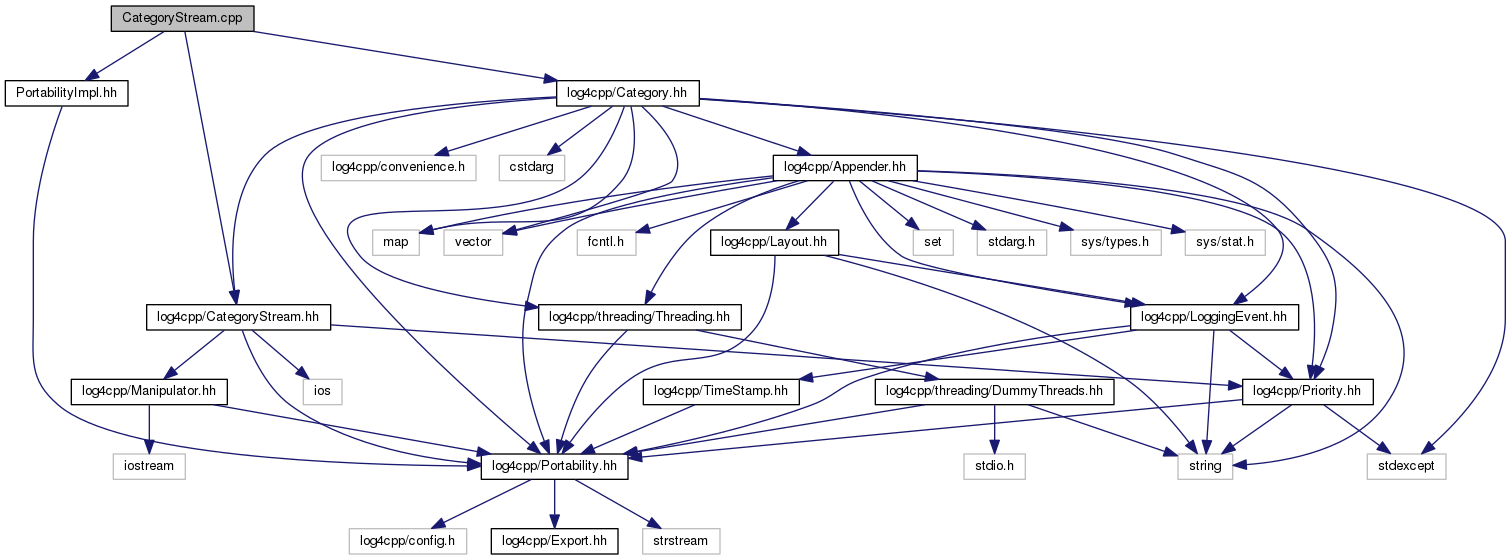 CategoryStream.cpp
PortabilityImpl.hh
log4cpp/Category.hh
log4cpp/convenience.h
cstdarg
log4cpp/Appender.hh
map
vector
fcntl.h
log4cpp/Layout.hh
set
stdarg.h
sys/types.h
sys/stat.h
log4cpp/CategoryStream.hh
log4cpp/threading/Threading.hh
log4cpp/LoggingEvent.hh
log4cpp/Manipulator.hh
ios
log4cpp/TimeStamp.hh
log4cpp/threading/DummyThreads.hh
log4cpp/Priority.hh
iostream
log4cpp/Portability.hh
stdio.h
string
stdexcept
log4cpp/config.h
log4cpp/Export.hh
strstream